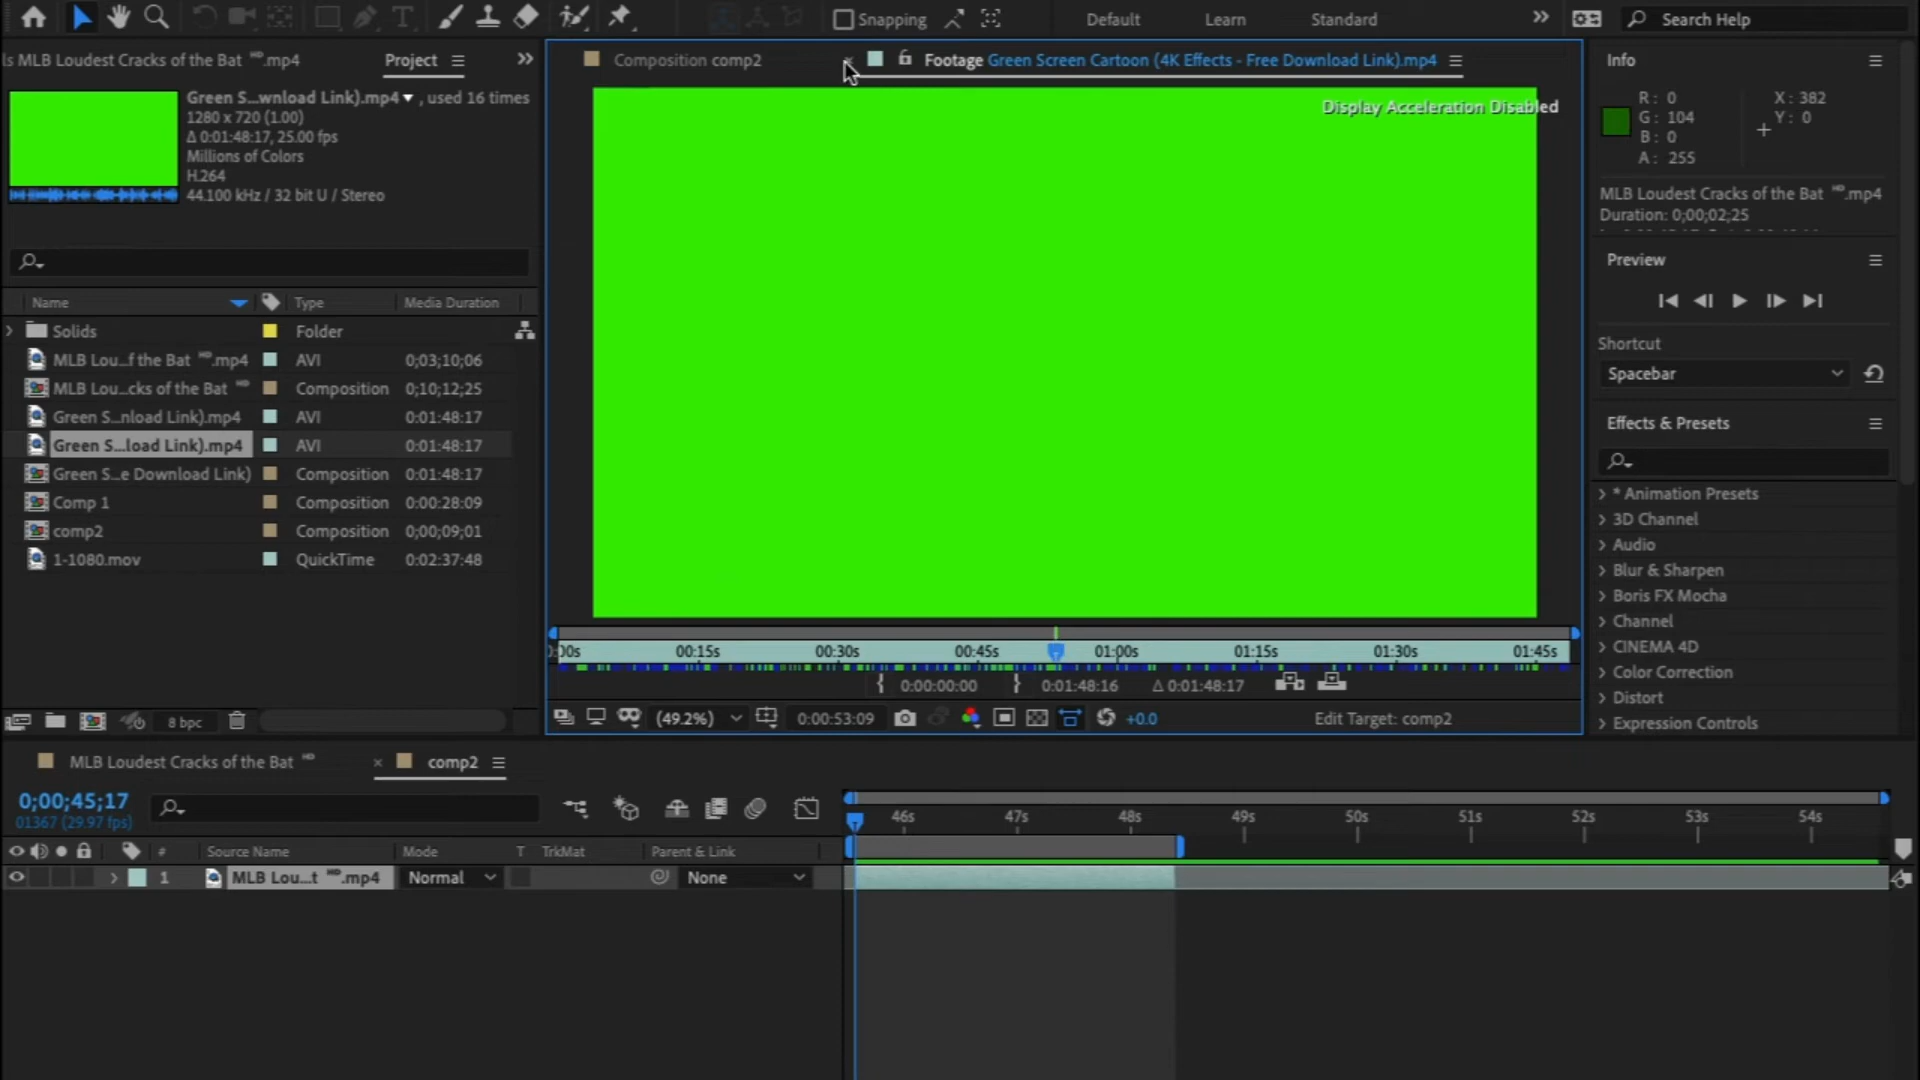 Snapping
Default
Learn
Standard
Search Help
ls MLB Loudest Cracks of the Bat ᴴᴰ.mp4
Project
Composition comp2
Footage Green Screen Cartoon (4K Effects - Free Download Link).mp4
Info
Green S...wnload Link).mp4 , used 16 times
1280 x 720 (1.00)
Δ 0:01:48:17, 25.00 fps
Millions of Colors
H.264
44.100 kHz / 32 bit U / Stereo
Display Acceleration Disabled
R: 0
G: 104
B: 0
A: 255
X: 382
Y: 0
MLB Loudest Cracks of the Bat ᴴᴰ.mp4
Duration: 0;00;02;25
Preview
Shortcut
Spacebar
Effects & Presets
* Animation Presets
3D Channel
Audio
Blur & Sharpen
Boris FX Mocha
Channel
CINEMA 4D
Color Correction
Distort
Expression Controls
Name Type Media Duration
Solids Folder
MLB Lou...f the Bat ᴴᴰ.mp4 AVI 0;03;10;06
MLB Lou...cks of the Bat ᴴᴰ Composition 0;10;12;25
Green S...nload Link).mp4 AVI 0:01:48:17
Green S...load Link).mp4 AVI 0:01:48:17
Green S...e Download Link) Composition 0:01:48:17
Comp 1 Composition 0:00:28:09
comp2 Composition 0;00;09;01
1-1080.mov QuickTime 0:02:37:48
8 bpc
0:00s 00:15s 00:30s 00:45s 01:00s 01:15s 01:30s 01:45s
0:00:00:00 0:01:48:16 Δ 0:01:48:17
(49.2%) 0:00:53:09 +0.0 Edit Target: comp2
MLB Loudest Cracks of the Bat ᴴᴰ
comp2
0;00;45;17
01367 (29.97 fps)
46s 47s 48s 49s 50s 51s 52s 53s 54s
# Source Name Mode T TrkMat Parent & Link
1 MLB Lou...t ᴴᴰ.mp4 Normal None